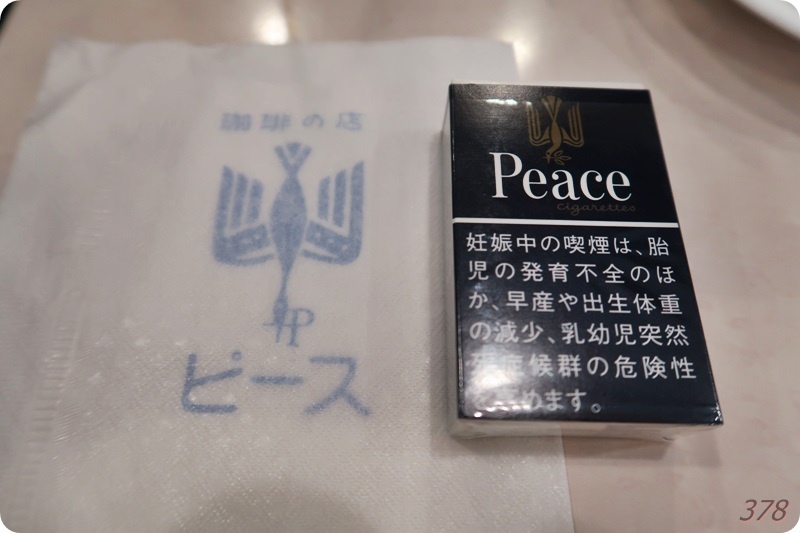 珈琲の店
P
ピース
Peace
cigarettes
妊娠中の喫煙は、胎
児の発育不全のほ
か、早産や出生体重
の減少、乳幼児突然
症候群の危険性
めます。
378